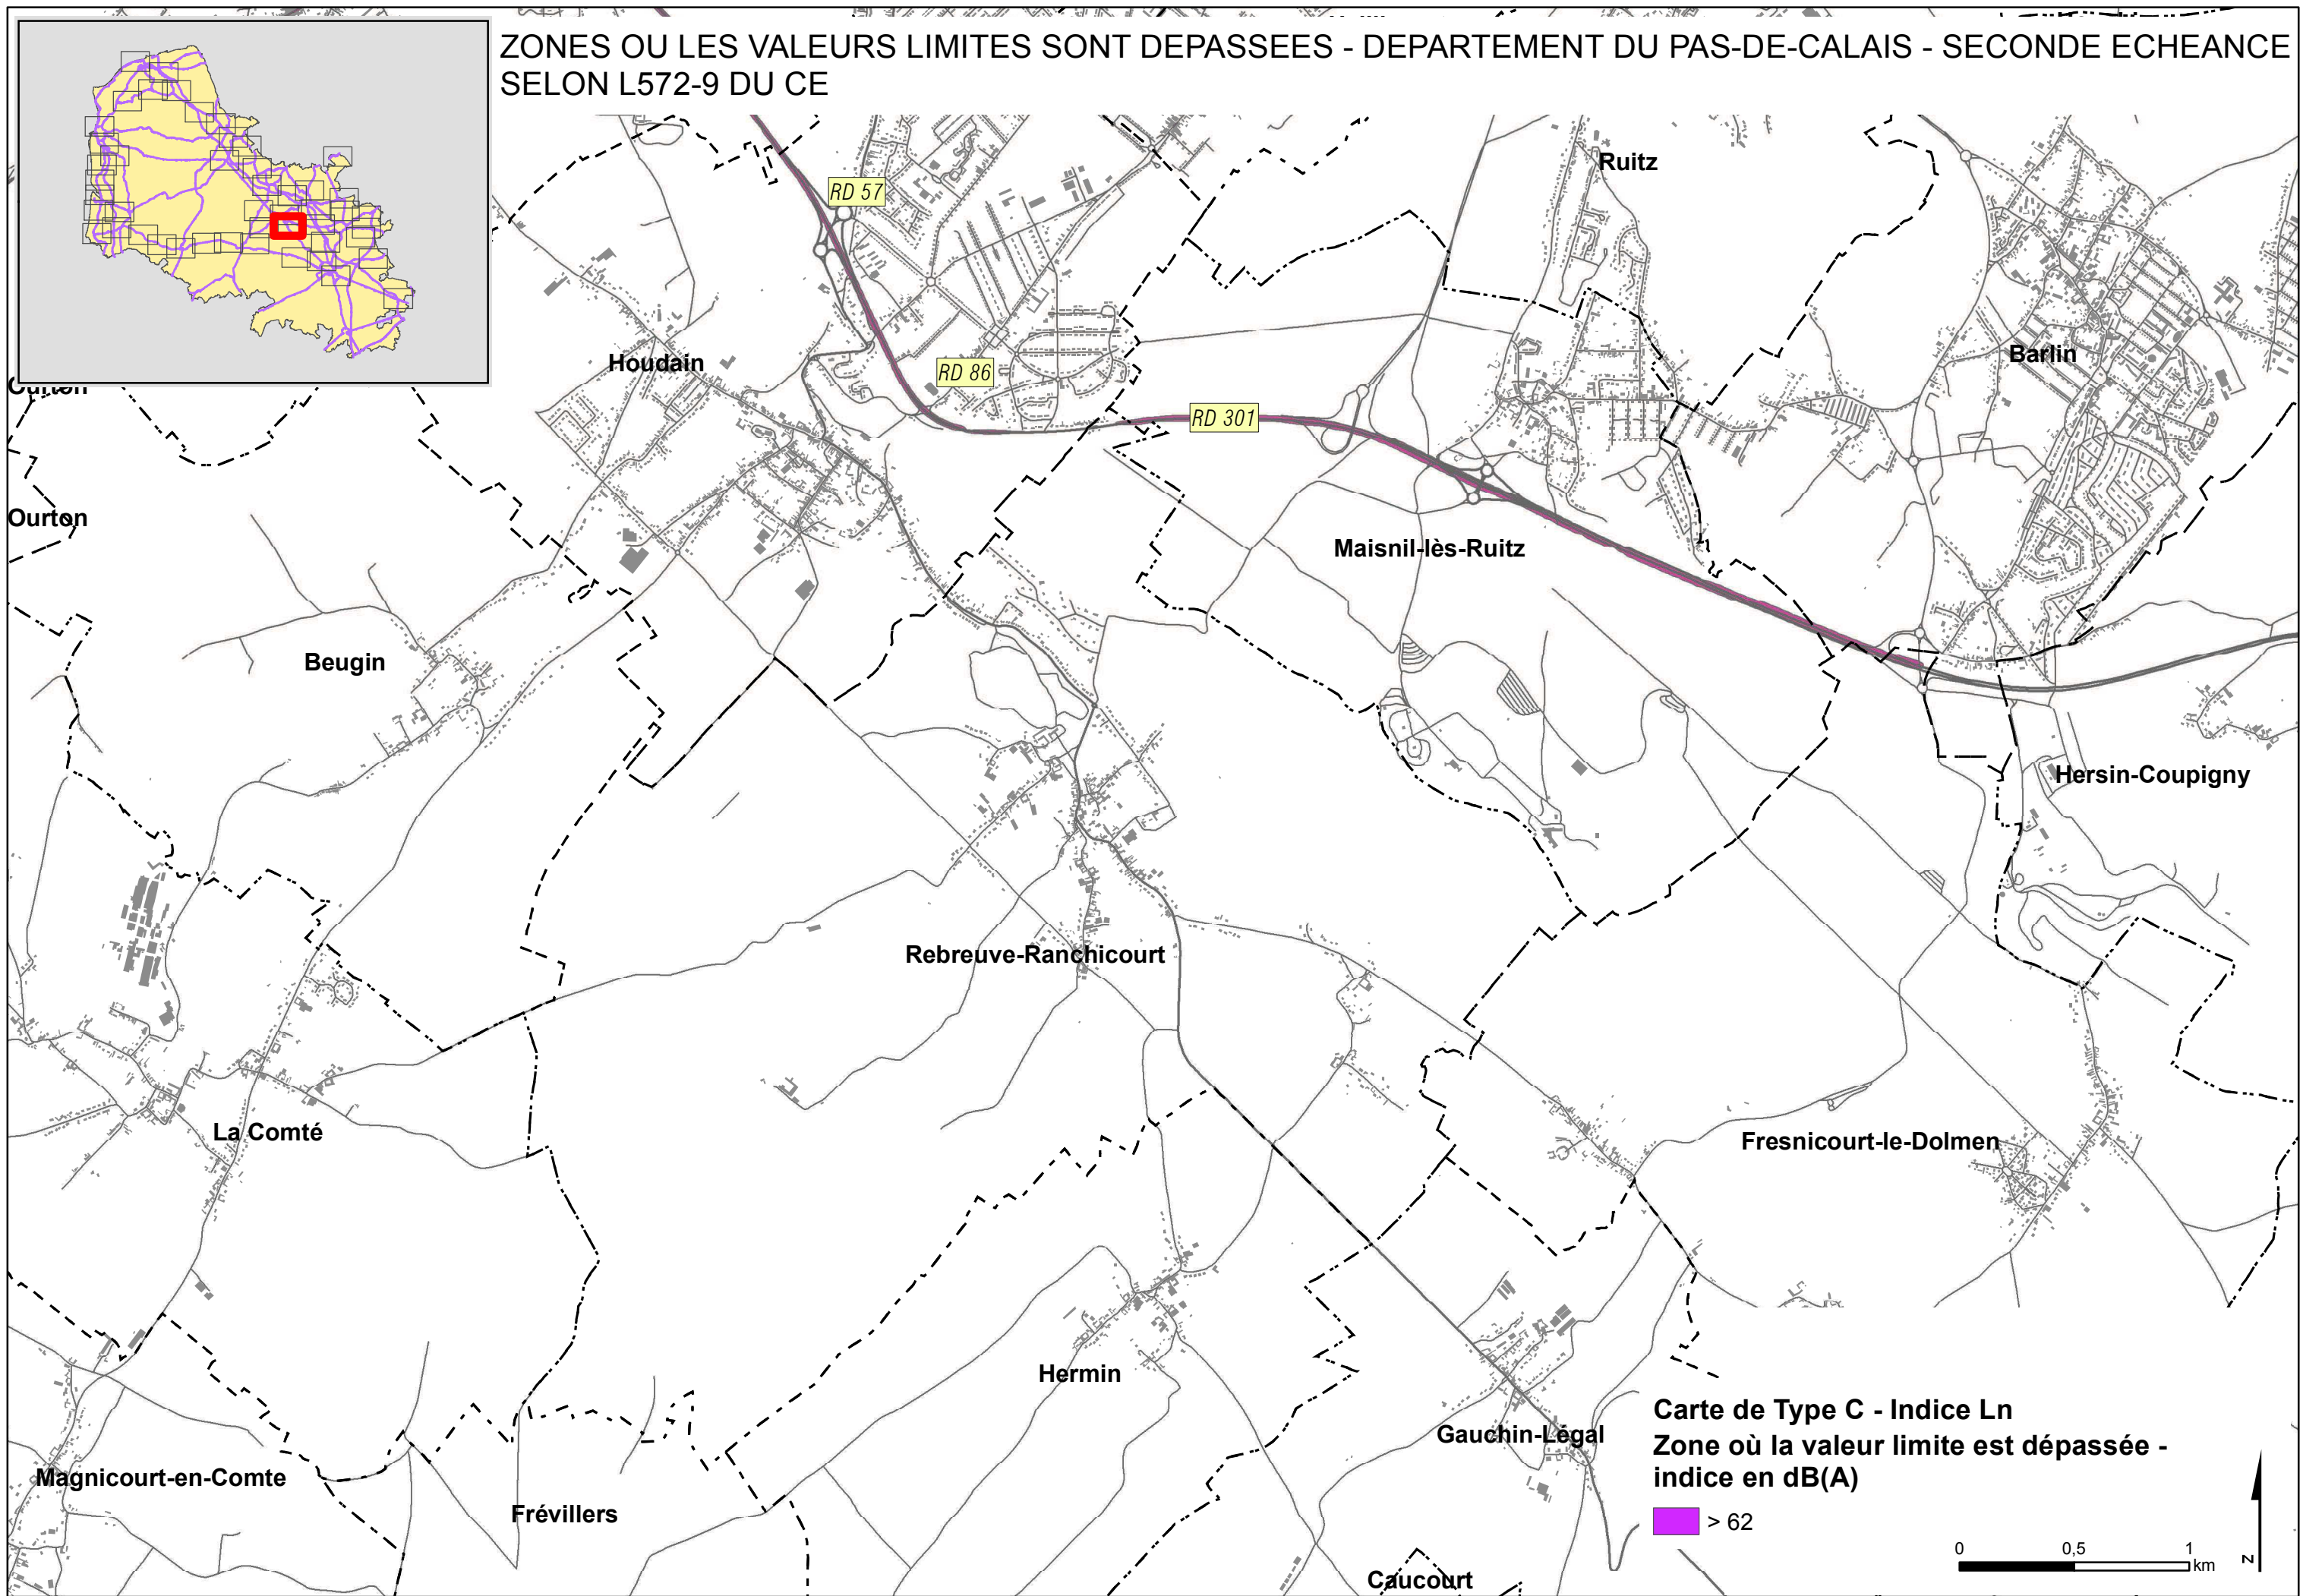 ZONES OU LES VALEURS LIMITES SONT DEPASSEES - DEPARTEMENT DU PAS-DE-CALAIS - SECONDE ECHEANCE
SELON L572-9 DU CE
Ruitz
RD 57
Barlin
Houdain
RD 86
Ourton
RD 301
Ourton
Maisnil-lès-Ruitz
Beugin
Hersin-Coupigny
Rebreuve-Ranchicourt
La Comté
Fresnicourt-le-Dolmen
Hermin
Gauchin-Légal
Magnicourt-en-Comte
Frévillers
Caucourt
Carte de Type C - Indice Ln
Zone où la valeur limite est dépassée -
indice en dB(A)
> 62
0 0,5 1
km
N